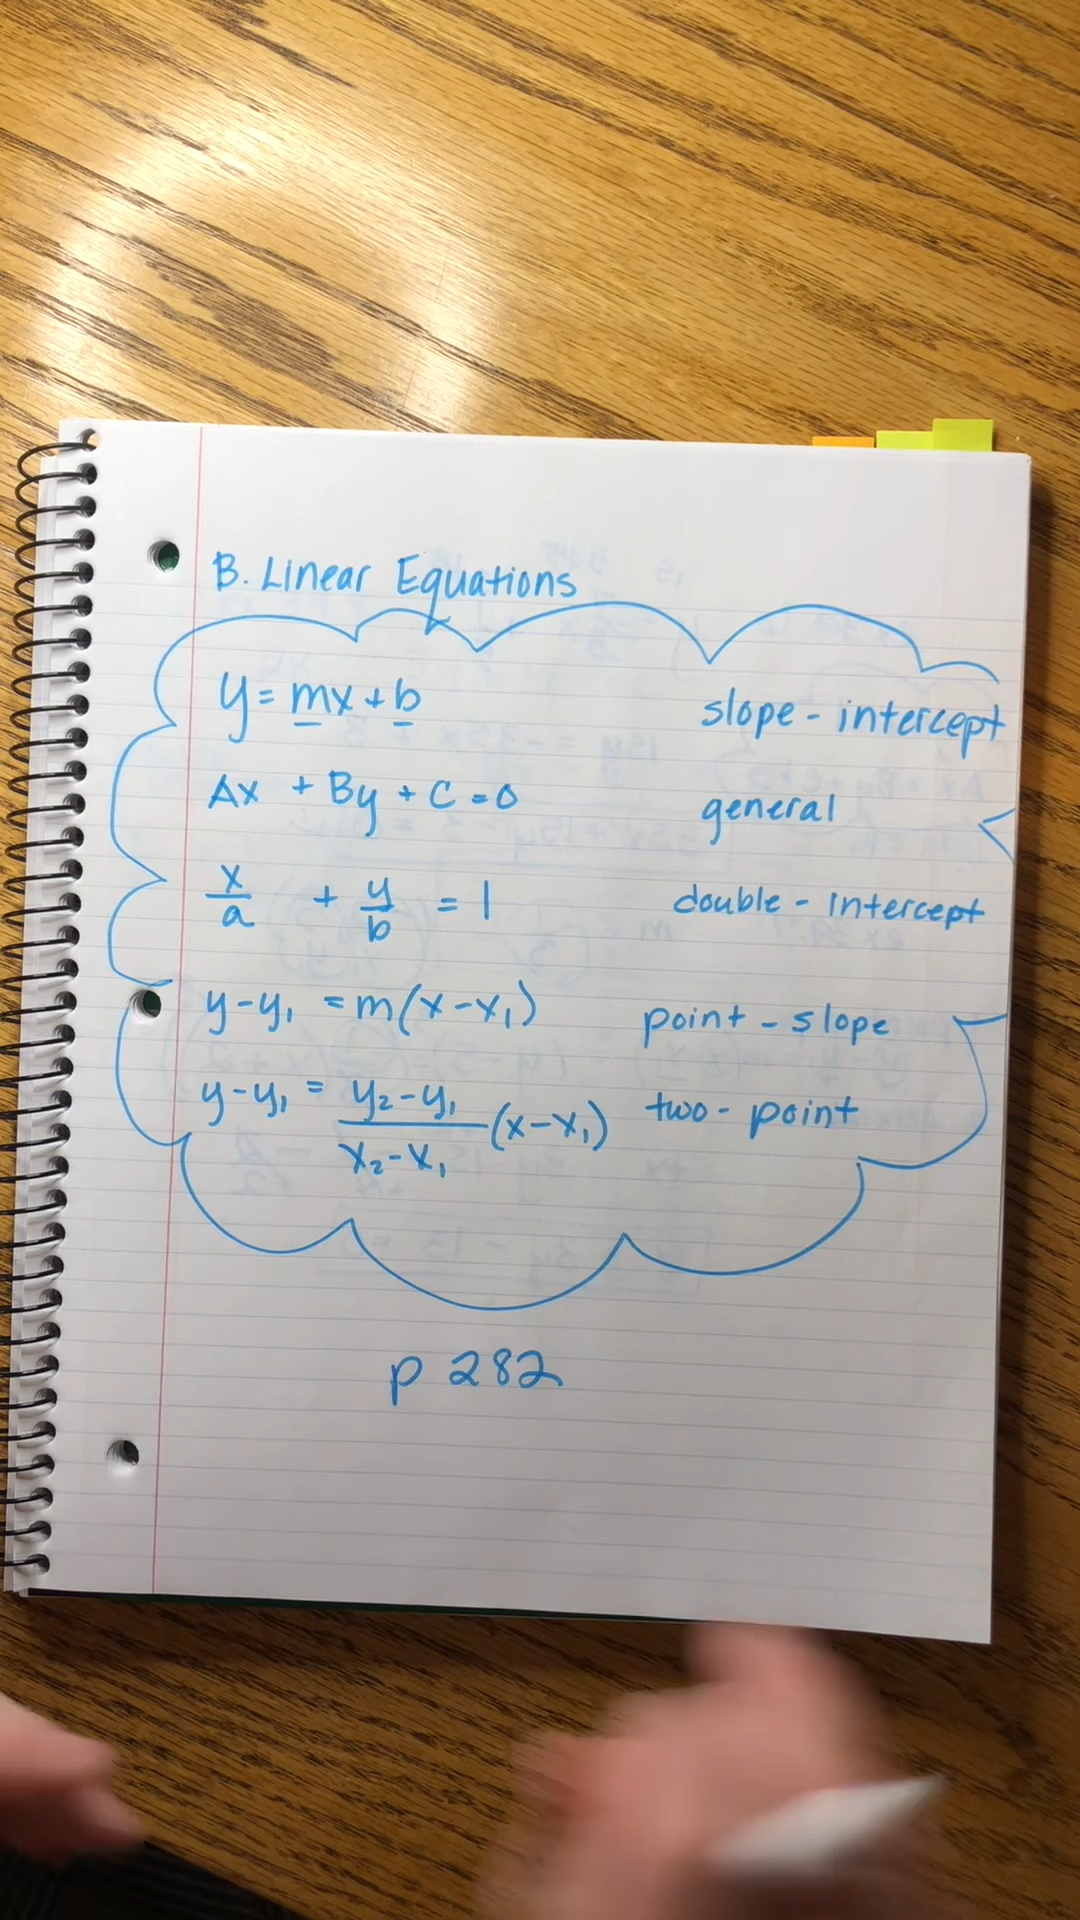 B. Linear Equations
y = mx + b slope - intercept
Ax + By + C = 0 general
x/a + y/b = 1 double - intercept
y - y₁ = m(x - x₁) point - slope
y - y₁ = (y₂ - y₁)/(x₂ - x₁) (x - x₁) two - point
p 282